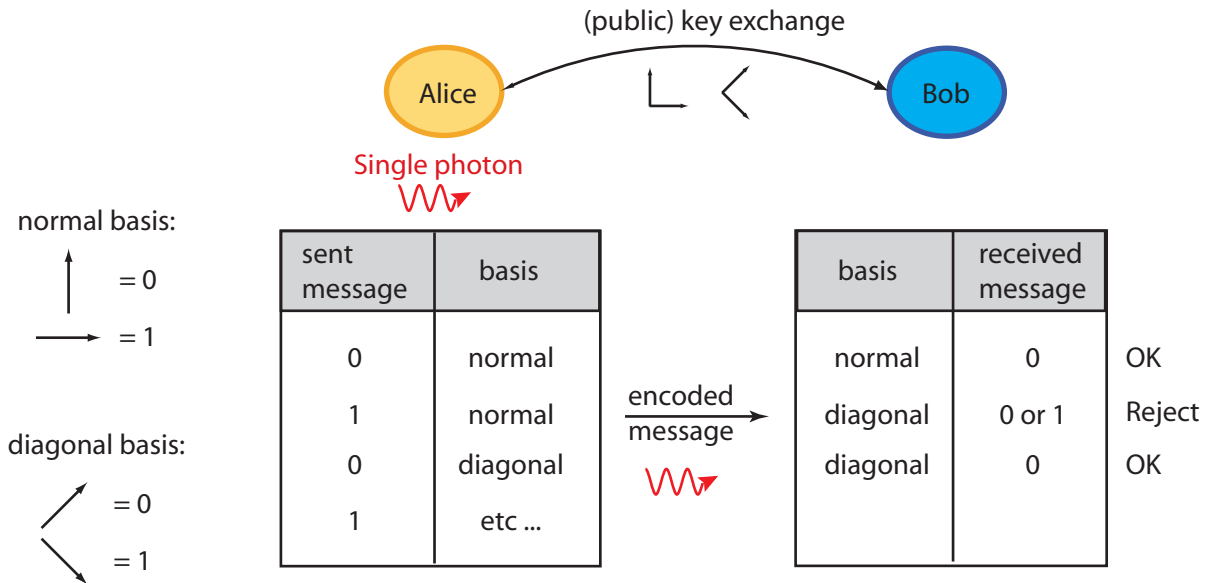 (public) key exchange
Alice
Bob
Single photon
normal basis:
= 0
= 1
diagonal basis:
= 0
= 1
sent message basis
0 normal
1 normal
0 diagonal
1 etc ...
encoded
message
basis received message
normal 0 OK
diagonal 0 or 1 Reject
diagonal 0 OK